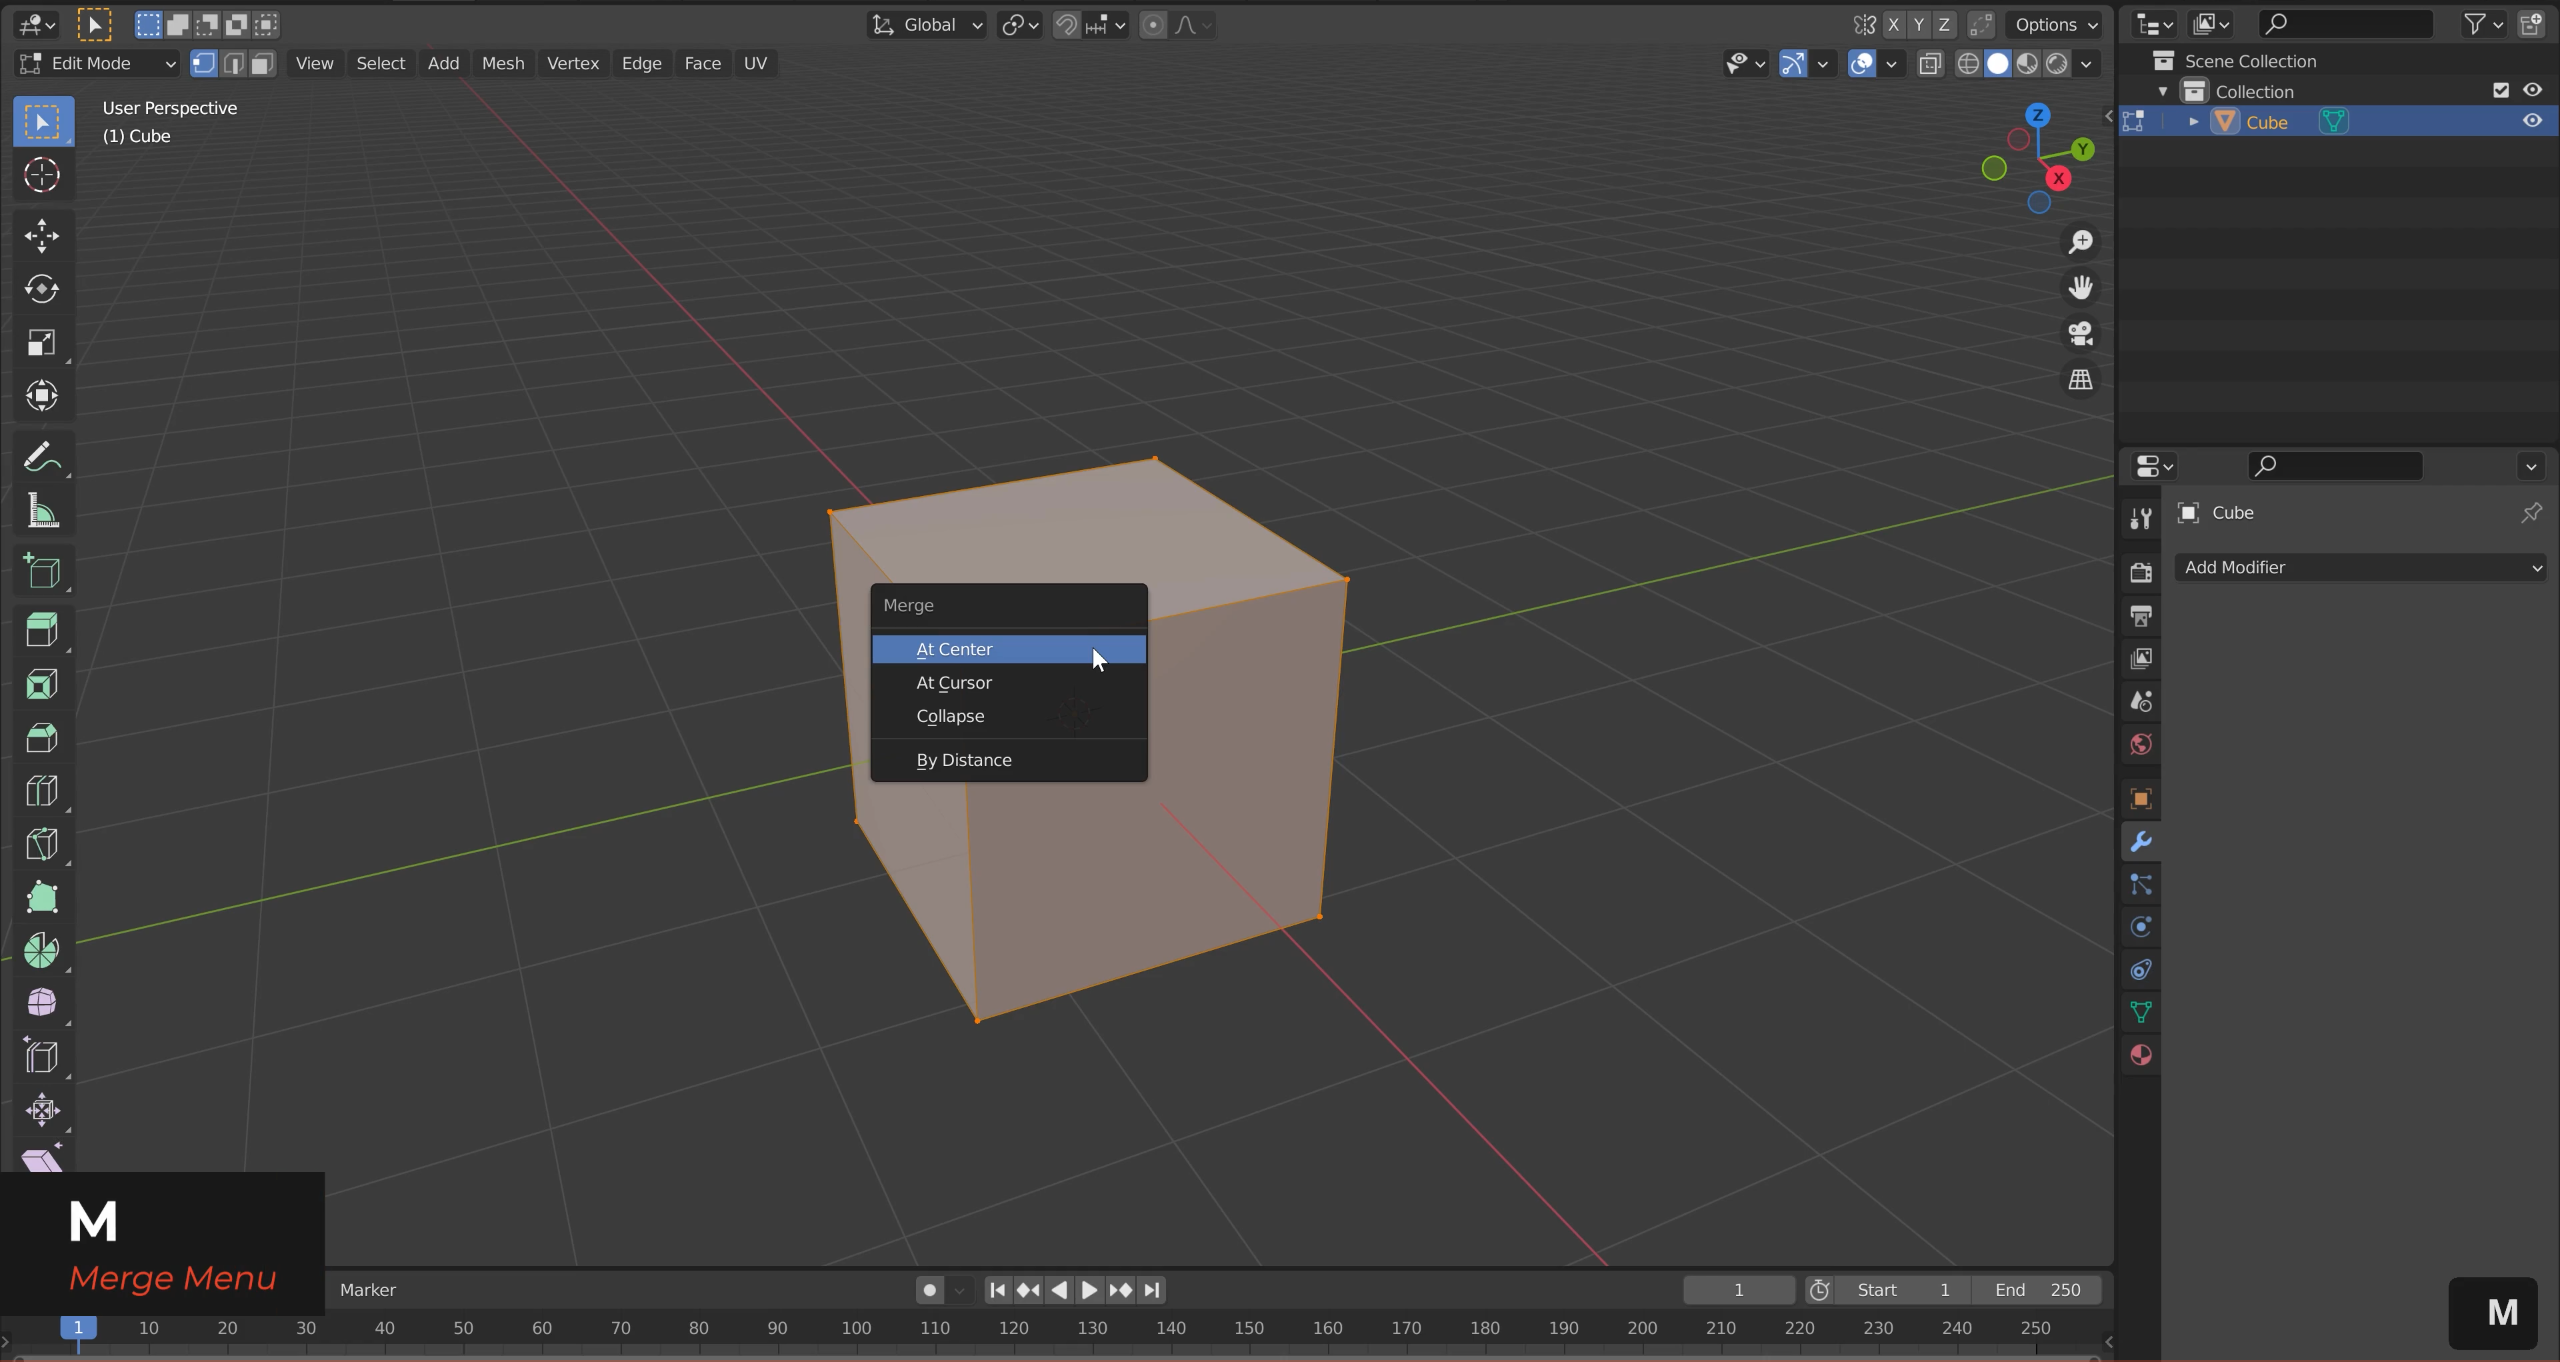 Global
X Y Z
Options
Edit Mode
View Select Add Mesh Vertex Edge Face UV
User Perspective
(1) Cube
Z
Y
X
Scene Collection
Collection
Cube
Cube
Add Modifier
Merge
At Center
At Cursor
Collapse
By Distance
M
Merge Menu
Marker
1
Start 1
End 250
1 10 20 30 40 50 60 70 80 90 100 110 120 130 140 150 160 170 180 190 200 210 220 230 240 250
M